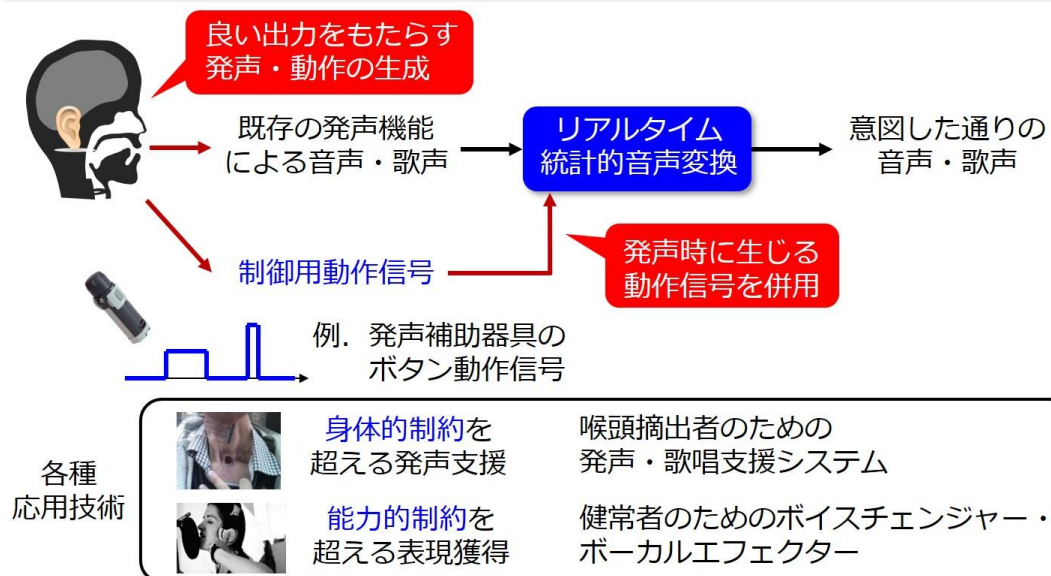 良い出力をもたらす
発声・動作の生成
既存の発声機能
による音声・歌声
リアルタイム
統計的音声変換
意図した通りの
音声・歌声
制御用動作信号
発声時に生じる
動作信号を併用
例. 発声補助器具の
ボタン動作信号
各種
応用技術
身体的制約を
超える発声支援
喉頭摘出者のための
発声・歌唱支援システム
能力的制約を
超える表現獲得
健常者のためのボイスチェンジャー・
ボーカルエフェクター